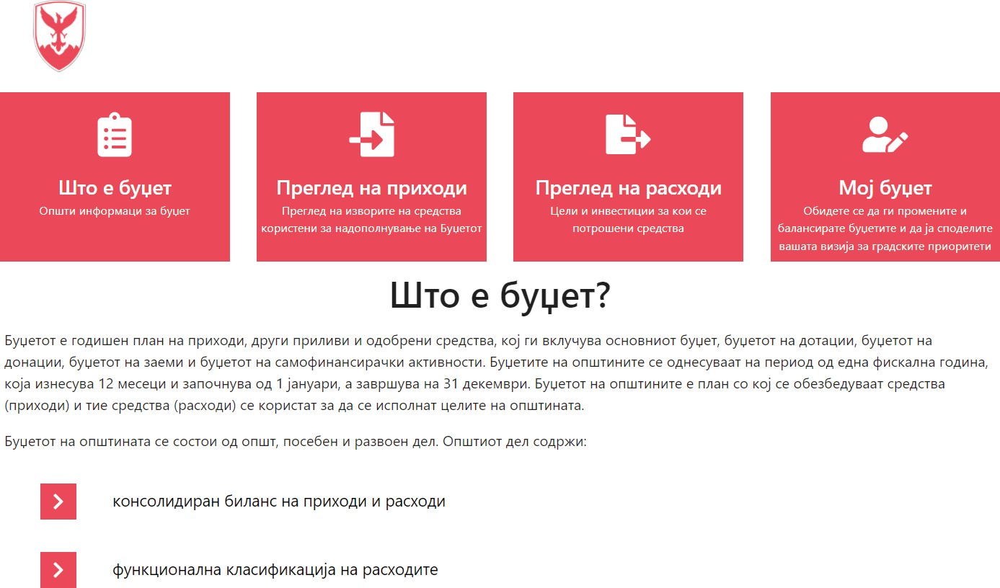 Што е буџет
Општи информаци за буџет
Преглед на приходи
Преглед на изворите на средства
користени за надополнување на Буџетот
Преглед на расходи
Цели и инвестиции за кои се
потрошени средства
Мој буџет
Обидете се да ги промените и
балансирате буџетите и да ја споделите
вашата визија за градските приоритети
Што е буџет?
Буџетот е годишен план на приходи, други приливи и одобрени средства, кој ги вклучува основниот буџет, буџетот на дотации, буџетот на
донации, буџетот на заеми и буџетот на самофинансирачки активности. Буџетите на општините се однесуваат на период од една фискална година,
која изнесува 12 месеци и започнува од 1 јануари, а завршува на 31 декември. Буџетот на општините е план со кој се обезбедуваат средства
(приходи) и тие средства (расходи) се користат за да се исполнат целите на општината.
Буџетот на општината се состои од општ, посебен и развоен дел. Општиот дел содржи:
консолидиран биланс на приходи и расходи
функционална класификација на расходите